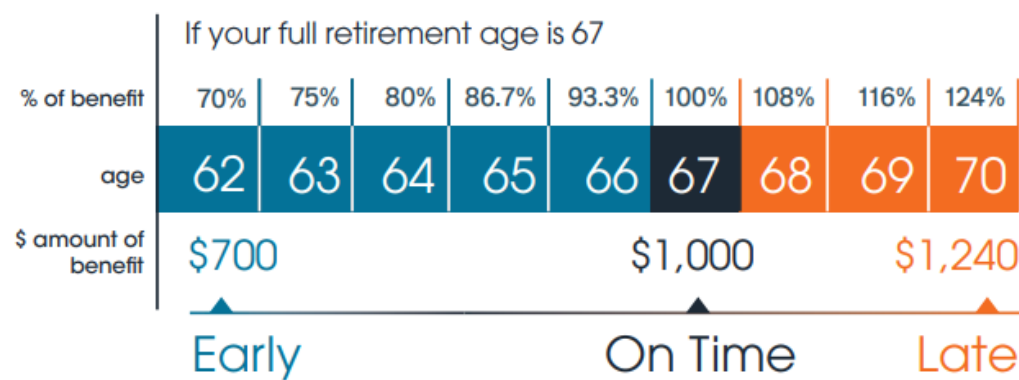 If your full retirement age is 67
% of benefit 70% 75% 80% 86.7% 93.3% 100% 108% 116% 124%
age 62 63 64 65 66 67 68 69 70
$ amount of
benefit
$700 $1,000 $1,240
Early On Time Late